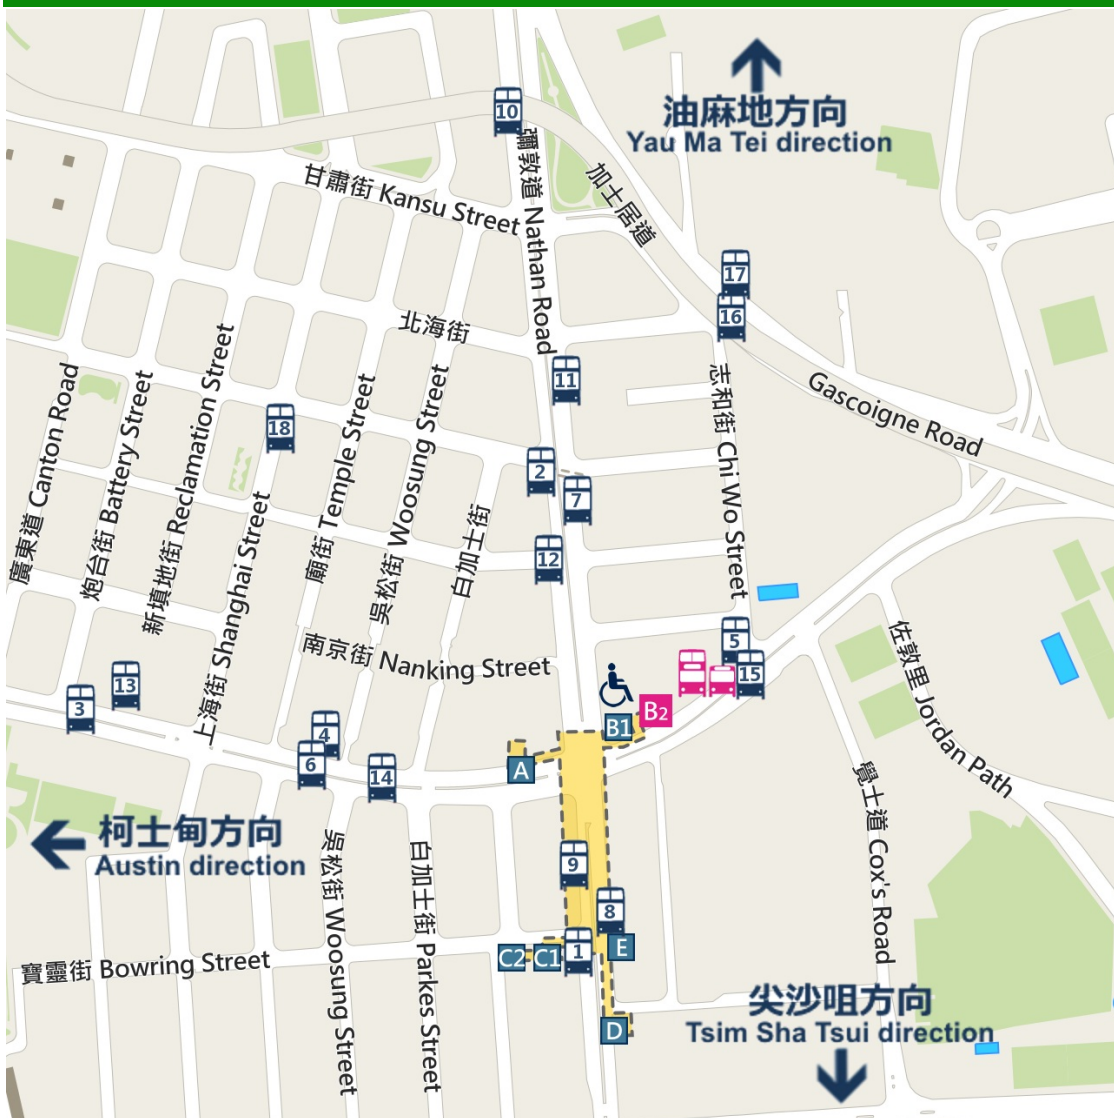 10
油麻地方向
Yau Ma Tei direction
彌敦道 Nathan Road
加士居道
甘肅街 Kansu Street
17
16
北海街
11
志和街 Chi Wo Street
Gascoigne Road
廣東道 Canton Road
炮台街 Battery Street
新填地街 Reclamation Street
18
上海街 Shanghai Street
廟街 Temple Street
吳松街 Woosung Street
白加士街
2
7
12
南京街 Nanking Street
5
15
佐敦里 Jordan Path
13
3
4
6
14
B1
B2
A
覺士道 Cox's Road
柯士甸方向
Austin direction
吳松街 Woosung Street
白加士街 Parkes Street
9
8
寶靈街 Bowring Street
C2
C1
1
E
尖沙咀方向
Tsim Sha Tsui direction
D